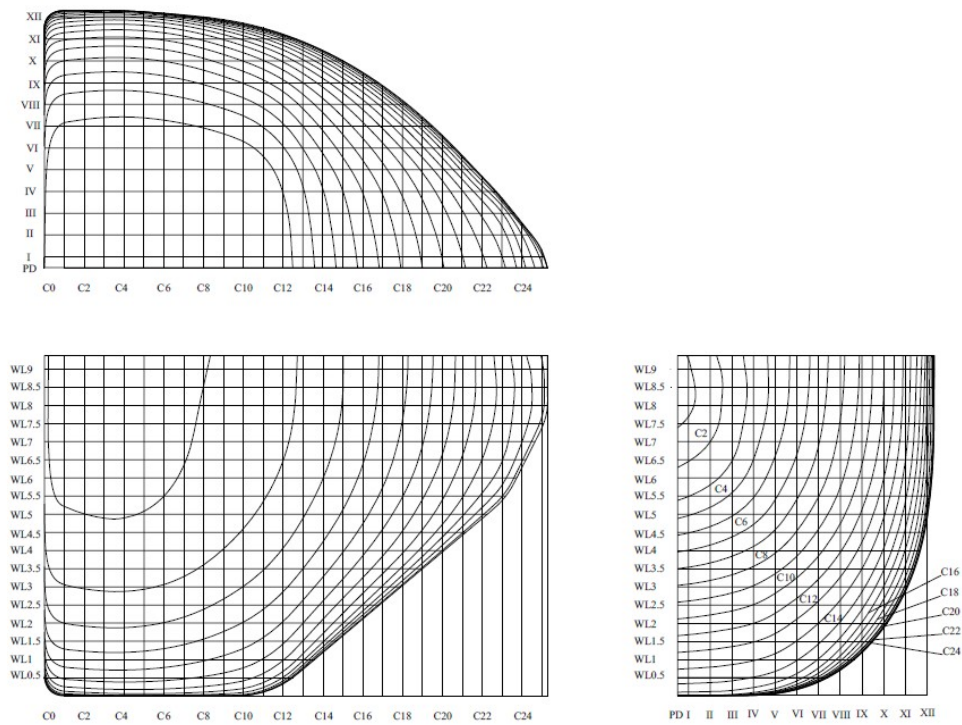 XII
XI
X
IX
VIII
VII
VI
V
IV
III
II
I
PD
C0 C2 C4 C6 C8 C10 C12 C14 C16 C18 C20 C22 C24
WL9
WL8.5
WL8
WL7.5
WL7
WL6.5
WL6
WL5.5
WL5
WL4.5
WL4
WL3.5
WL3
WL2.5
WL2
WL1.5
WL1
WL0.5
C0 C2 C4 C6 C8 C10 C12 C14 C16 C18 C20 C22 C24
WL9
WL8.5
WL8
WL7.5
WL7
WL6.5
WL6
WL5.5
WL5
WL4.5
WL4
WL3.5
WL3
WL2.5
WL2
WL1.5
WL1
WL0.5
C2
C4
C6
C8
C10
C12
C14
C16
C18
C20
C22
C24
PD I II III IV V VI VII VIII IX X XI XII